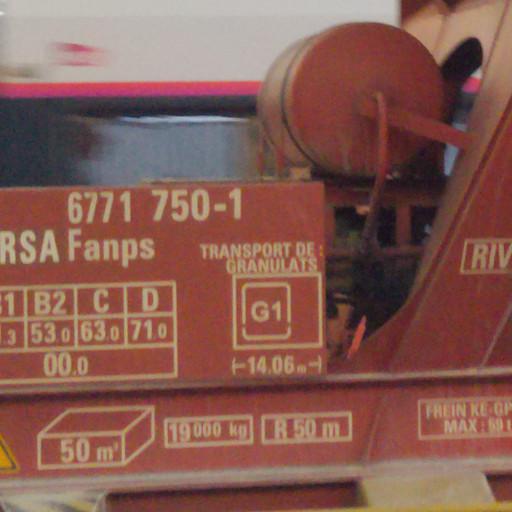 6771 750-1
RSA Fanps
TRANSPORT DE :
GRANULATS
B2 C D
53.0 63.0 71.0
00.0
G1
14.06 m
RIV
50 m³
19000 kg
R 50 m
FREIN KE-GP
MAX : 59